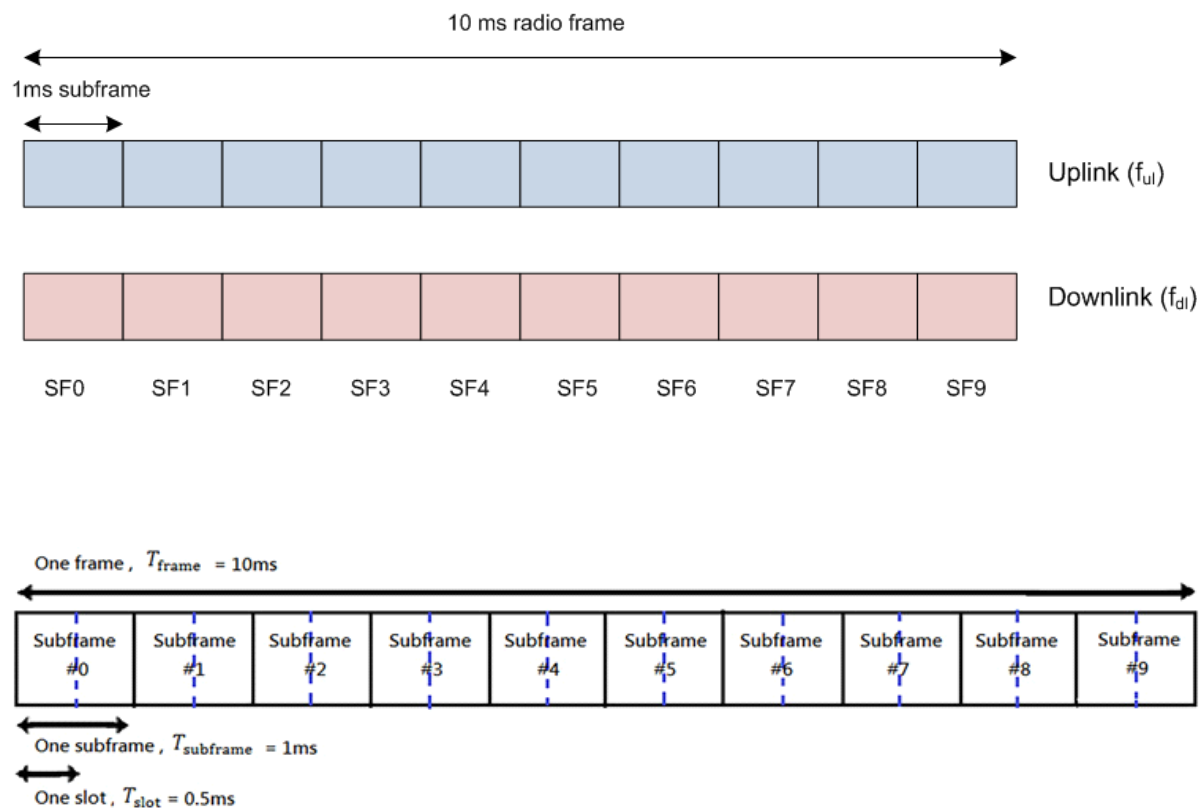 10 ms radio frame
1ms subframe
Uplink (ful)
Downlink (fdl)
SF0 SF1 SF2 SF3 SF4 SF5 SF6 SF7 SF8 SF9
One frame , Tframe = 10ms
Subframe Subframe Subframe Subframe Subframe Subframe Subframe Subframe Subframe Subframe
#0 #1 #2 #3 #4 #5 #6 #7 #8 #9
One subframe , Tsubframe = 1ms
One slot , Tslot = 0.5ms